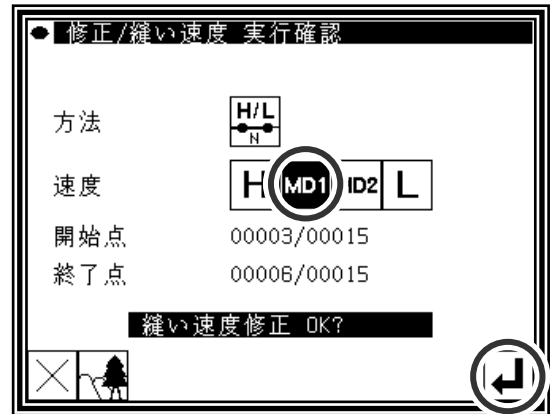 修正/縫い速度 実行確認
方法 H/L N
速度 H MD1 ID2 L
開始点 00003/00015
終了点 00006/00015
縫い速度修正 OK?